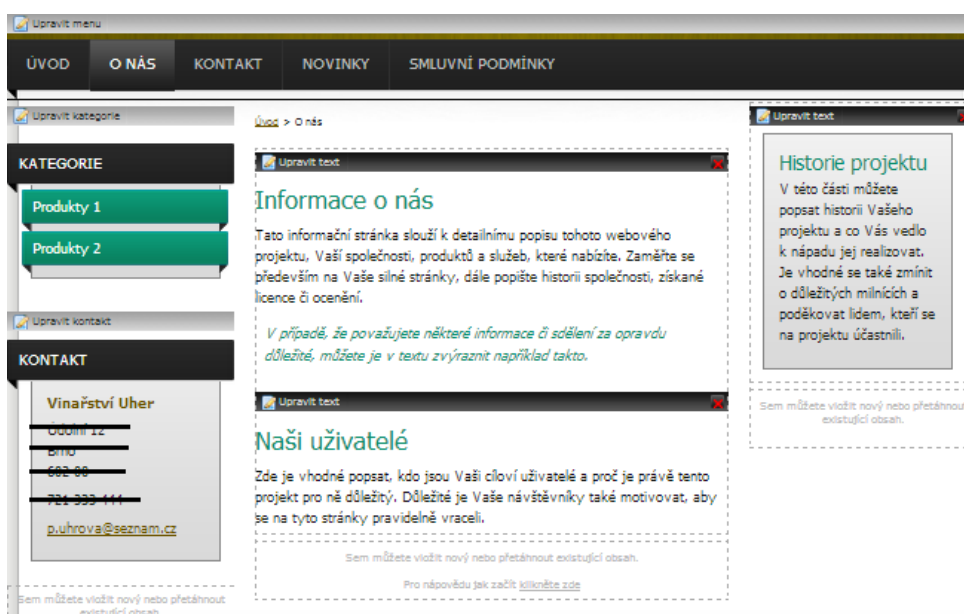 Upravit menu
ÚVOD O NÁS KONTAKT NOVINKY SMLUVNÍ PODMÍNKY
Upravit kategorie
KATEGORIE
Produkty 1
Produkty 2
Upravit kontakt
KONTAKT
Vinařství Uher
Brno
p.uhrova@seznam.cz
Sem můžete vložit nový nebo přetáhnout
existující obsah.
Úvod > O nás
Upravit text
Informace o nás
Tato informační stránka slouží k detailnímu popisu tohoto webového
projektu, Vaší společnosti, produktů a služeb, které nabízíte. Zaměřte se
především na Vaše silné stránky, dále popište historii společnosti, získané
licence či ocenění.
V případě, že považujete některé informace či sdělení za opravdu
důležité, můžete je v textu zvýraznit například takto.
Upravit text
Naši uživatelé
Zde je vhodné popsat, kdo jsou Vaši cíloví uživatelé a proč je právě tento
projekt pro ně důležitý. Důležité je Vaše návštěvníky také motivovat, aby
se na tyto stránky pravidelně vraceli.
Sem můžete vložit nový nebo přetáhnout existující obsah.
Pro nápovědu jak začít klikněte zde
Upravit text
Historie projektu
V této části můžete
popsat historii Vašeho
projektu a co Vás vedlo
k nápadu jej realizovat.
Je vhodné se také zmínit
o důležitých milnících a
poděkovat lidem, kteří se
na projektu účastnili.
Sem můžete vložit nový nebo přetáhnout
existující obsah.